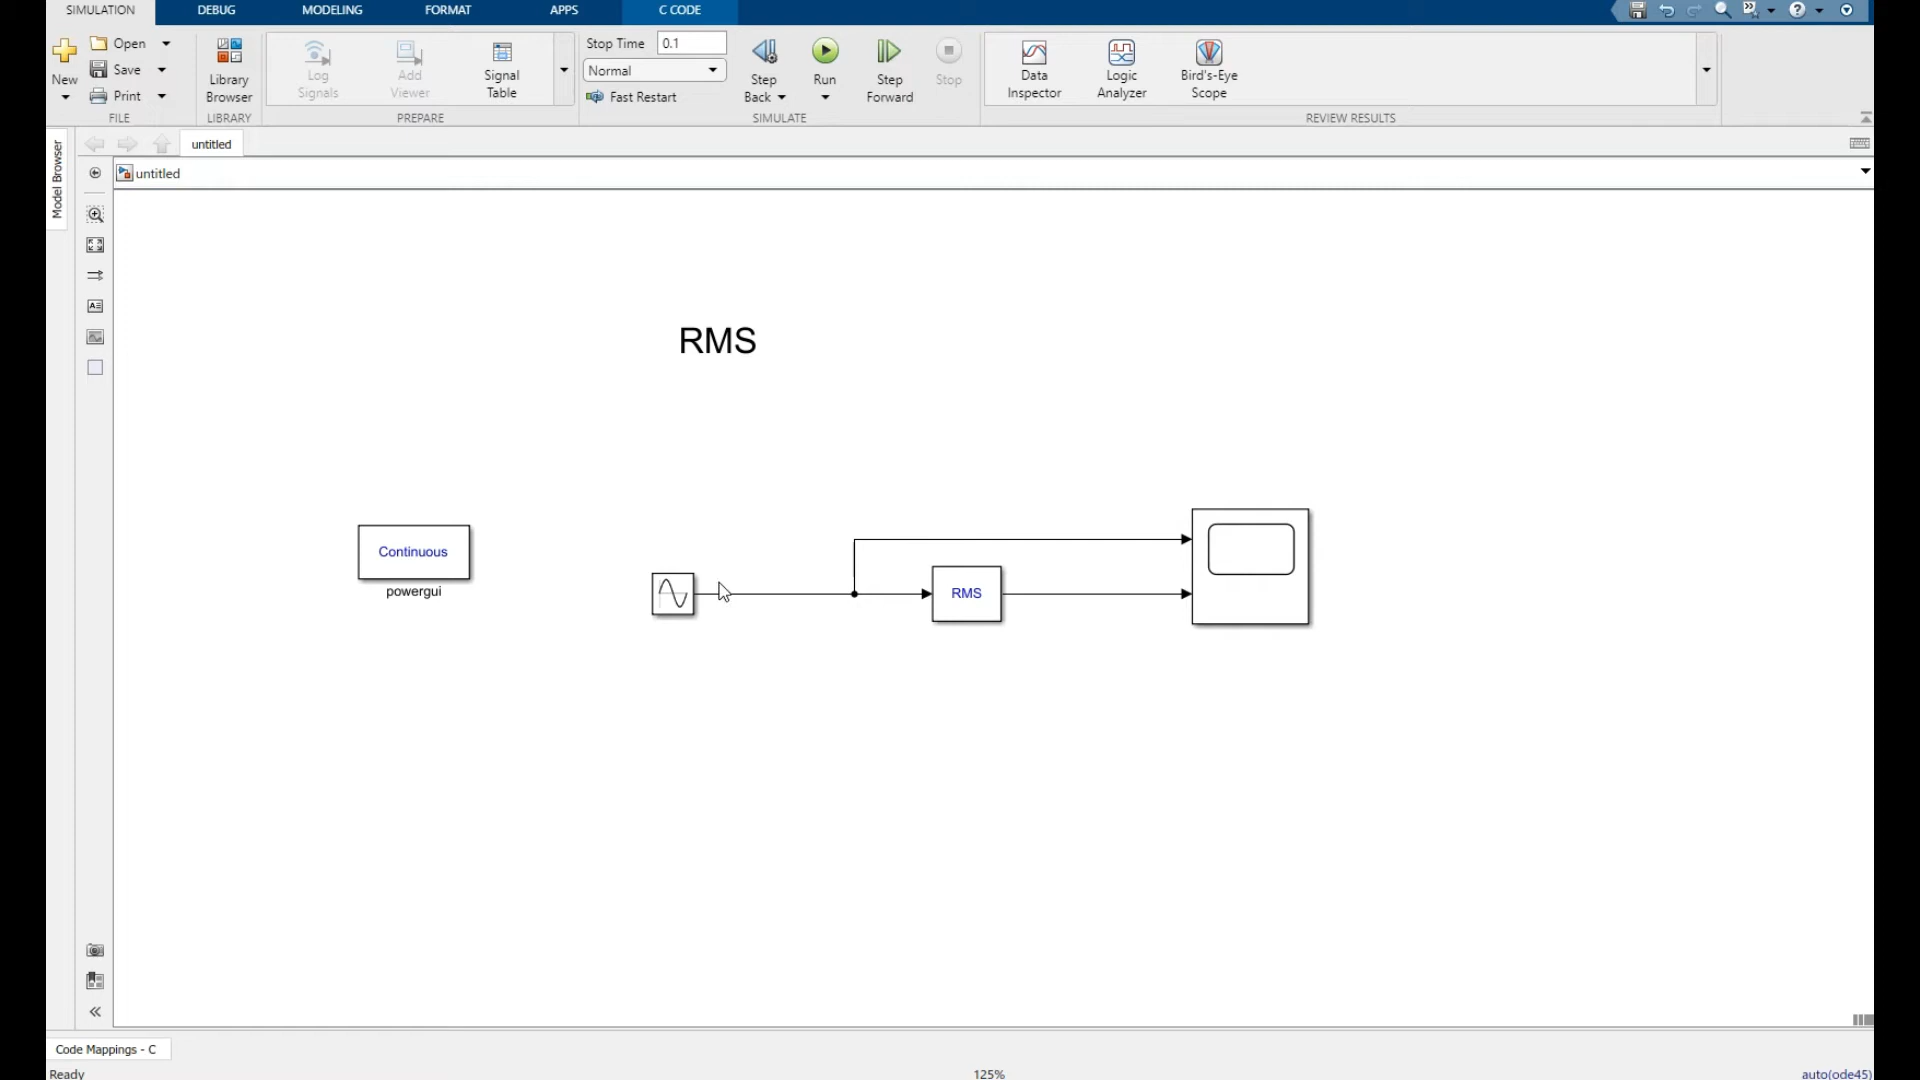 SIMULATION DEBUG MODELING FORMAT APPS C CODE
New
Open
Save
Print
FILE
Library
Browser
LIBRARY
Log
Signals
Add
Viewer
Signal
Table
PREPARE
Stop Time 0.1
Normal
Fast Restart
Step
Back
Run
Step
Forward
Stop
SIMULATE
Data
Inspector
Logic
Analyzer
Bird's-Eye
Scope
REVIEW RESULTS
Model Browser
untitled
untitled
RMS
Continuous
powergui
RMS
Code Mappings - C
Ready 125% auto(ode45)